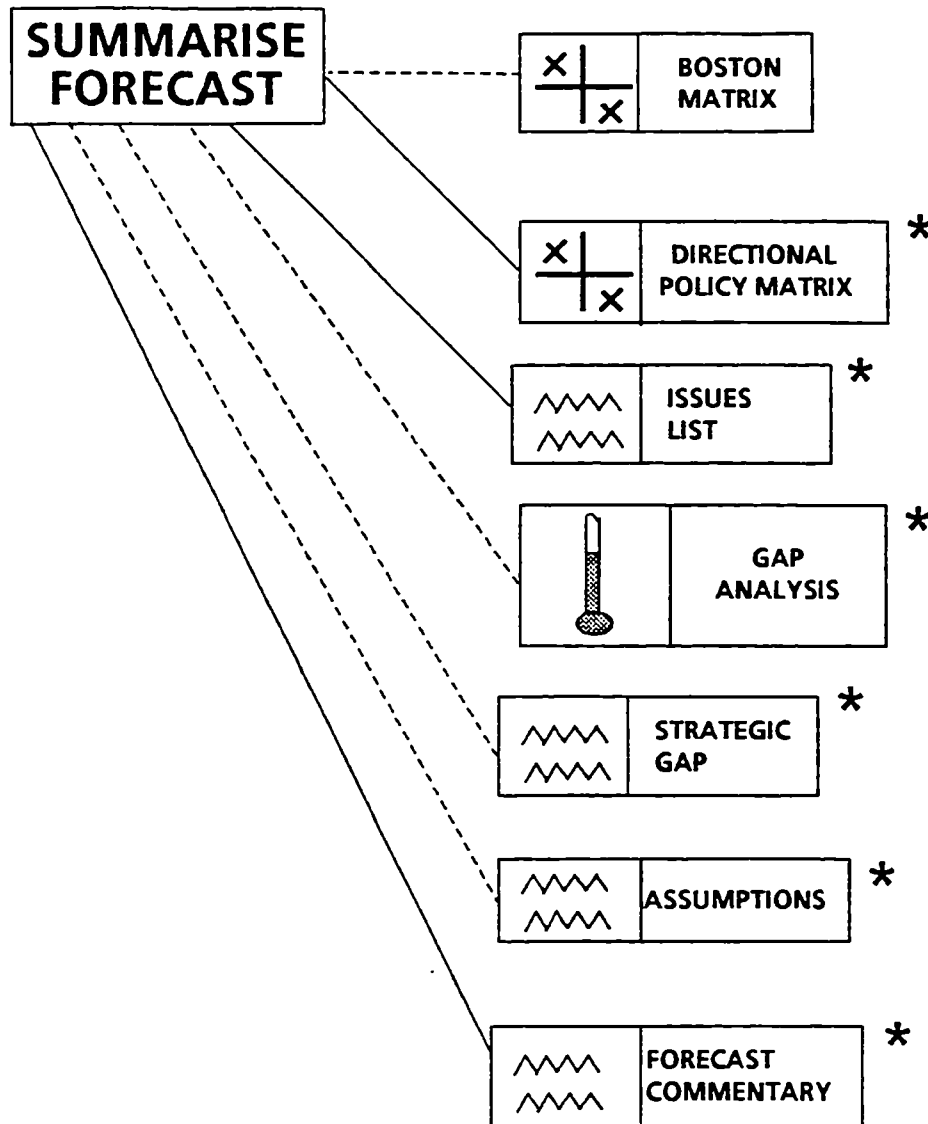 SUMMARISE
FORECAST
BOSTON
MATRIX
*
DIRECTIONAL
POLICY MATRIX
*
ISSUES
LIST
*
GAP
ANALYSIS
*
STRATEGIC
GAP
*
ASSUMPTIONS
*
FORECAST
COMMENTARY